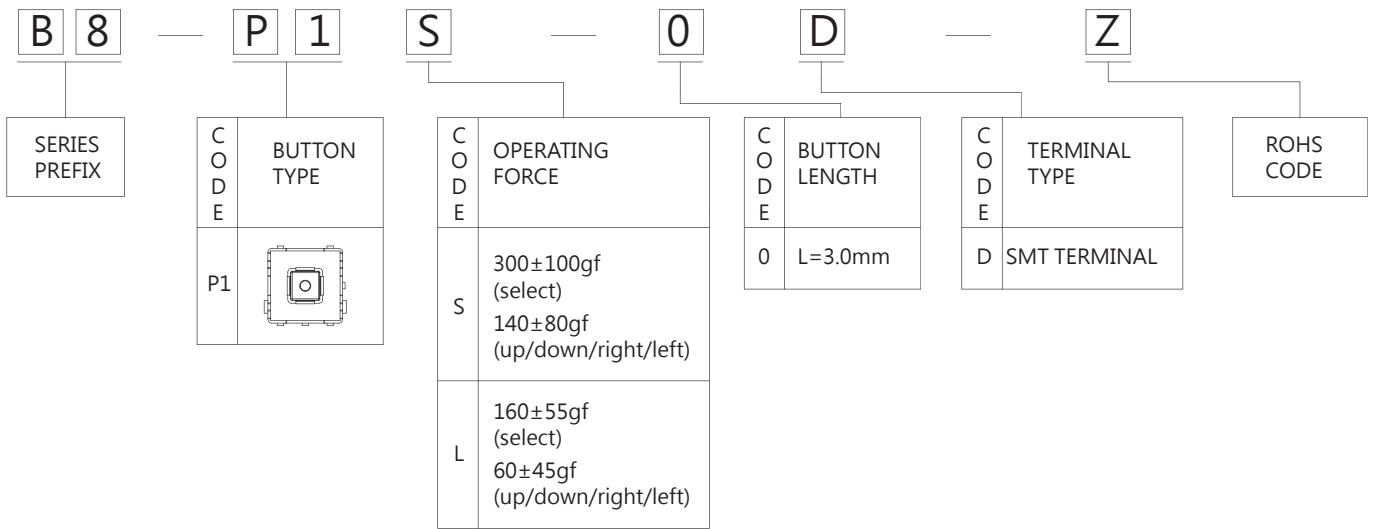 B 8 — P 1 S — 0 D — Z
SERIES
PREFIX
C
O
D
E
BUTTON
TYPE
P1
C
O
D
E
OPERATING
FORCE
S
300±100gf
(select)
140±80gf
(up/down/right/left)
L
160±55gf
(select)
60±45gf
(up/down/right/left)
C
O
D
E
BUTTON
LENGTH
0 L=3.0mm
C
O
D
E
TERMINAL
TYPE
D SMT TERMINAL
ROHS
CODE